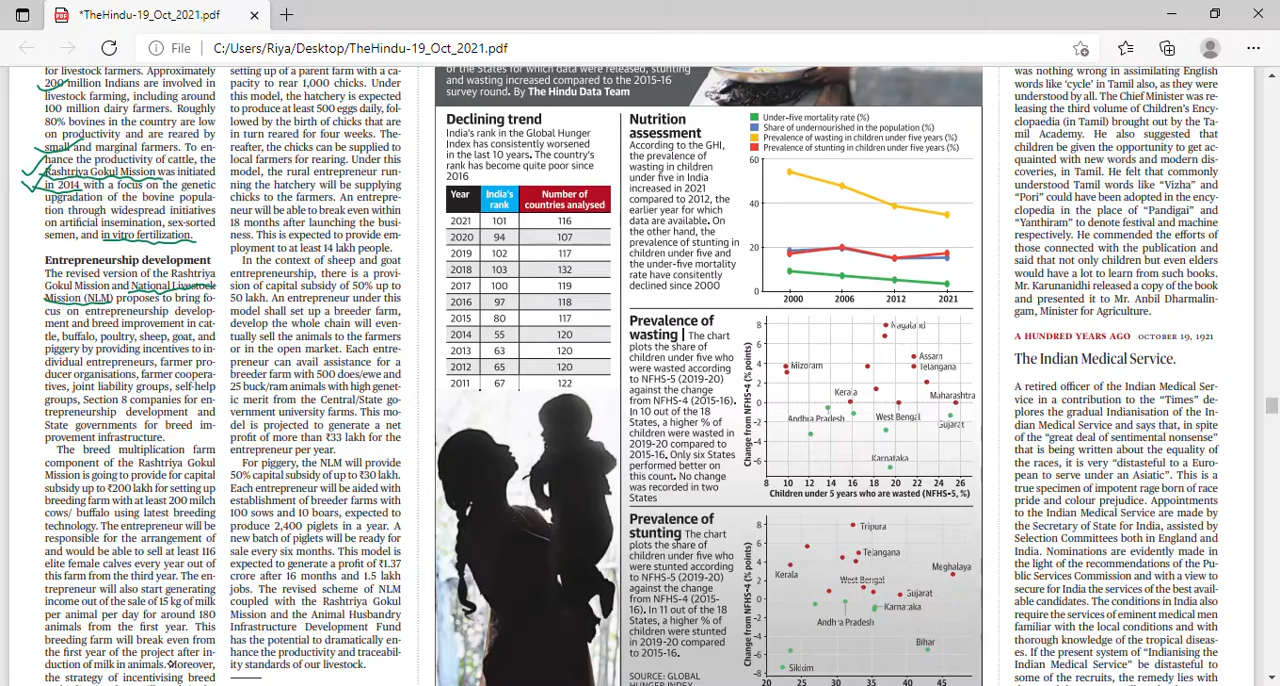 *TheHindu-19_Oct_2021.pdf
File
C:/Users/Riya/Desktop/TheHindu-19_Oct_2021.pdf
for livestock farmers. Approximately
200 million Indians are involved in
livestock farming, including around
100 million dairy farmers. Roughly
80% bovines in the country are low
on productivity and are reared by
small and marginal farmers. To en-
hance the productivity of cattle, the
Rashtriya Gokul Mission was initiated
in 2014 with a focus on the genetic
upgradation of the bovine popula-
tion through widespread initiatives
on artificial insemination, sex-sorted
semen, and in vitro fertilization.
Entrepreneurship development
The revised version of the Rashtriya
Gokul Mission and National Livestock
Mission (NLM) proposes to bring fo-
cus on entrepreneurship develop-
ment and breed improvement in cat-
tle, buffalo, poultry, sheep, goat, and
piggery by providing incentives to in-
dividual entrepreneurs, farmer pro-
ducer organisations, farmer coopera-
tives, joint liability groups, self-help
groups, Section 8 companies for en-
trepreneurship development and
State governments for breed im-
provement infrastructure.
The breed multiplication farm
component of the Rashtriya Gokul
Mission is going to provide for capital
subsidy up to ₹200 lakh for setting up
breeding farm with at least 200 milch
cows/ buffalo using latest breeding
technology. The entrepreneur will be
responsible for the arrangement of
and would be able to sell at least 116
elite female calves every year out of
this farm from the third year. The en-
trepreneur will also start generating
income out of the sale of 15 kg of milk
per animal per day for around 180
animals from the first year. This
breeding farm will break even from
the first year of the project after in-
duction of milk in animals. Moreover,
the strategy of incentivising breed
setting up of a parent farm with a ca-
pacity to rear 1,000 chicks. Under
this model, the hatchery is expected
to produce at least 500 eggs daily, fol-
lowed by the birth of chicks that are
in turn reared for four weeks. The-
reafter, the chicks can be supplied to
local farmers for rearing. Under this
model, the rural entrepreneur run-
ning the hatchery will be supplying
chicks to the farmers. An entrepre-
neur will be able to break even within
18 months after launching the busi-
ness. This is expected to provide em-
ployment to at least 14 lakh people.
In the context of sheep and goat
entrepreneurship, there is a provi-
sion of capital subsidy of 50% up to
50 lakh. An entrepreneur under this
model shall set up a breeder farm,
develop the whole chain will even-
tually sell the animals to the farmers
or in the open market. Each entre-
preneur can avail assistance for a
breeder farm with 500 does/ewe and
25 buck/ram animals with high genet-
ic merit from the Central/State go-
vernment university farms. This mo-
del is projected to generate a net
profit of more than ₹33 lakh for the
entrepreneur per year.
For piggery, the NLM will provide
50% capital subsidy of up to ₹30 lakh.
Each entrepreneur will be aided with
establishment of breeder farms with
100 sows and 10 boars, expected to
produce 2,400 piglets in a year. A
new batch of piglets will be ready for
sale every six months. This model is
expected to generate a profit of ₹1.37
crore after 16 months and 1.5 lakh
jobs. The revised scheme of NLM
coupled with the Rashtriya Gokul
Mission and the Animal Husbandry
Infrastructure Development Fund
has the potential to dramatically en-
hance the productivity and traceabil-
ity standards of our livestock.
of the States for which data were released, stunting
and wasting increased compared to the 2015-16
survey round. By The Hindu Data Team
Declining trend
India's rank in the Global Hunger
Index has consistently worsened
in the last 10 years. The country's
rank has become quite poor since
2016
Year India's rank Number of countries analysed
2021 101 116
2020 94 107
2019 102 117
2018 103 132
2017 100 119
2016 97 118
2015 80 117
2014 55 120
2013 63 120
2012 65 120
2011 67 122
Nutrition
assessment
According to the GHI,
the prevalence
of wasting in
children under
five in India
increased in 2021
compared to 2012,
the earlier year for
which data
are available. On
the other hand, the
prevalence of stunting in
children under five and
the under-five mortality
rate have consitently
declined since 2000
Under-five mortality rate (%)
Share of undernourished in the population (%)
Prevalence of wasting in children under five years (%)
Prevalence of stunting in children under five (%)
60
40
20
0
2000 2006 2012 2021
Prevalence of
wasting | The chart
plots the share of
children under five who
were wasted according
to NFHS-5 (2019-20)
against the change
from NFHS-4 (2015-16).
In 10 out of the 18
States, a higher % of
children were wasted in
2019-20 compared to
2015-16. Only six States
performed better on
this count. No change
was recorded in two
States
Change from NFHS-4 (% points)
8
6
4
2
0
-2
-4
-6
Nagaland
Assam
Mizoram
Telangana
Kerala
Maharashtra
Andhra Pradesh
West Bengal
Gujarat
Karnataka
8 10 12 14 16 18 20 22 24 26
Children under 5 years who are wasted (NFHS-5, %)
Prevalence of
stunting The chart
plots the share of
children under five who
were stunted according
to NFHS-5 (2019-20)
against the change
from NFHS-4 (2015-
16). In 11 out of the 18
States, a higher % of
children were stunted
in 2019-20 compared
to 2015-16.
SOURCE: GLOBAL
HUNGER INDEX
Change from NFHS-4 (% points)
8
6
4
2
0
-2
-4
-6
-8
Tripura
Telangana
Kerala
Meghalaya
West Bengal
Gujarat
Karnataka
Andhra Pradesh
Bihar
Sikkim
20 25 30 35 40 45
was nothing wrong in assimilating English
words like 'cycle' in Tamil also, as they were
understood by all. The Chief Minister was re-
leasing the third volume of Children's Ency-
clopaedia (in Tamil) brought out by the Ta-
mil Academy. He also suggested that
children be given the opportunity to get ac-
quainted with new words and modern dis-
coveries, in Tamil. He felt that commonly
understood Tamil words like "Vizha" and
"Pori" could have been adopted in the ency-
clopedia in the place of "Pandigai" and
"Yanthiram" to denote festival and machine
respectively. He commended the efforts of
those connected with the publication and
said that not only children but even elders
would have a lot to learn from such books.
Mr. Karunanidhi released a copy of the book
and presented it to Mr. Anbil Dharmalin-
gam, Minister for Agriculture.
A HUNDRED YEARS AGO OCTOBER 19, 1921
The Indian Medical Service.
A retired officer of the Indian Medical Ser-
vice in a contribution to the "Times" de-
plores the gradual Indianisation of the In-
dian Medical Service and says that, in spite
of the "great deal of sentimental nonsense"
that is being written about the equality of
the races, it is very "distasteful to a Euro-
pean to serve under an Asiatic". This is a
true specimen of impotent rage born of race
pride and colour prejudice. Appointments
to the Indian Medical Service are made by
the Secretary of State for India, assisted by
Selection Committees both in England and
India. Nominations are evidently made in
the light of the recommendations of the Pu-
blic Services Commission and with a view to
secure for India the services of the best avail-
able candidates. The conditions in India also
require the services of eminent medical men
familiar with the local conditions and with
thorough knowledge of the tropical diseas-
es. If the present system of "Indianising the
Indian Medical Service" be distasteful to
some of the recruits, the remedy lies with